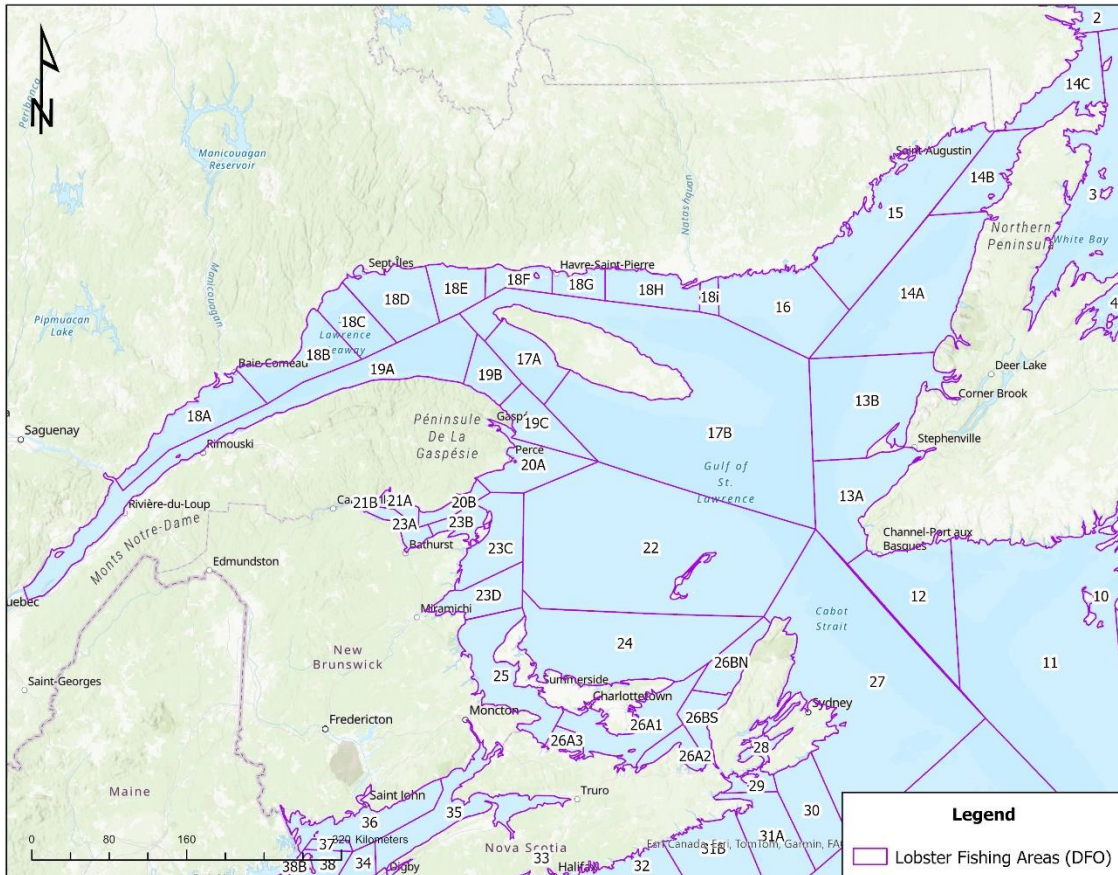 N
2
14C
Peribonca
Manicouagan
Reservoir
Saint-Augustin
14B
3
15
Northern
Peninsula
White Bay
Natashquan
Sept-Îles
Havre-Saint-Pierre
18F
18E
18G
18H
18i
16
14A
4
18D
Manicouagan
Pipmuacan
Lake
18C
Lawrence
18B
Baie-Comeau
19A
17A
19B
Deer Lake
13B
Corner Brook
18A
Saguenay
Rimouski
Péninsule
De La
Gaspésie
19C
17B
Stephenville
Perce
20A
Gulf of
St.
Lawrence
13A
Rivière-du-Loup
Monts Notre-Dame
21B
21A
20B
23A
23B
Bathurst
23C
22
Channel-Port aux
Basques
Edmundston
23D
12
10
Miramichi
Cabot
Strait
11
New
Brunswick
24
26BN
27
25
Summerside
Charlottetown
Saint-Georges
Fredericton
Moncton
26A1
26BS
Sydney
26A3
26A2
28
Maine
Saint John
Truro
29
36
35
30
0
80
160
320 Kilometers
37
Nova Scotia
31A
38B
38
34
Digby
33
Halifax
32
31B
Legend
Lobster Fishing Areas (DFO)